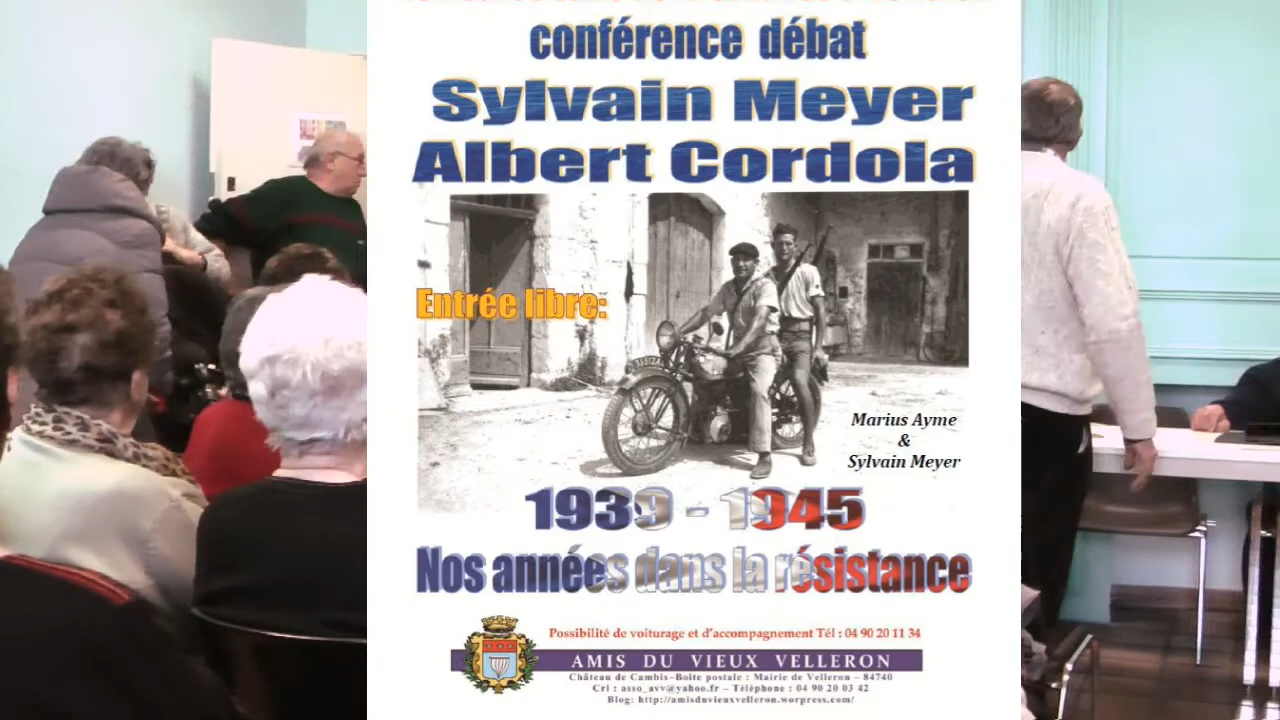 conférence débat
Sylvain Meyer
Albert Cordola
Entrée libre:
Marius Ayme
&
Sylvain Meyer
1939 - 1945
Nos années dans la résistance
Possibilité de voiturage et d'accompagnement Tél : 04 90 20 11 34
AMIS DU VIEUX VELLERON
Château de Cambis-Boîte postale : Mairie de Velleron - 84740
Crl : asso_avv@yahoo.fr - Téléphone : 04 90 20 03 42
Blog: http://amisduvieuxvelleron.worpress.com/